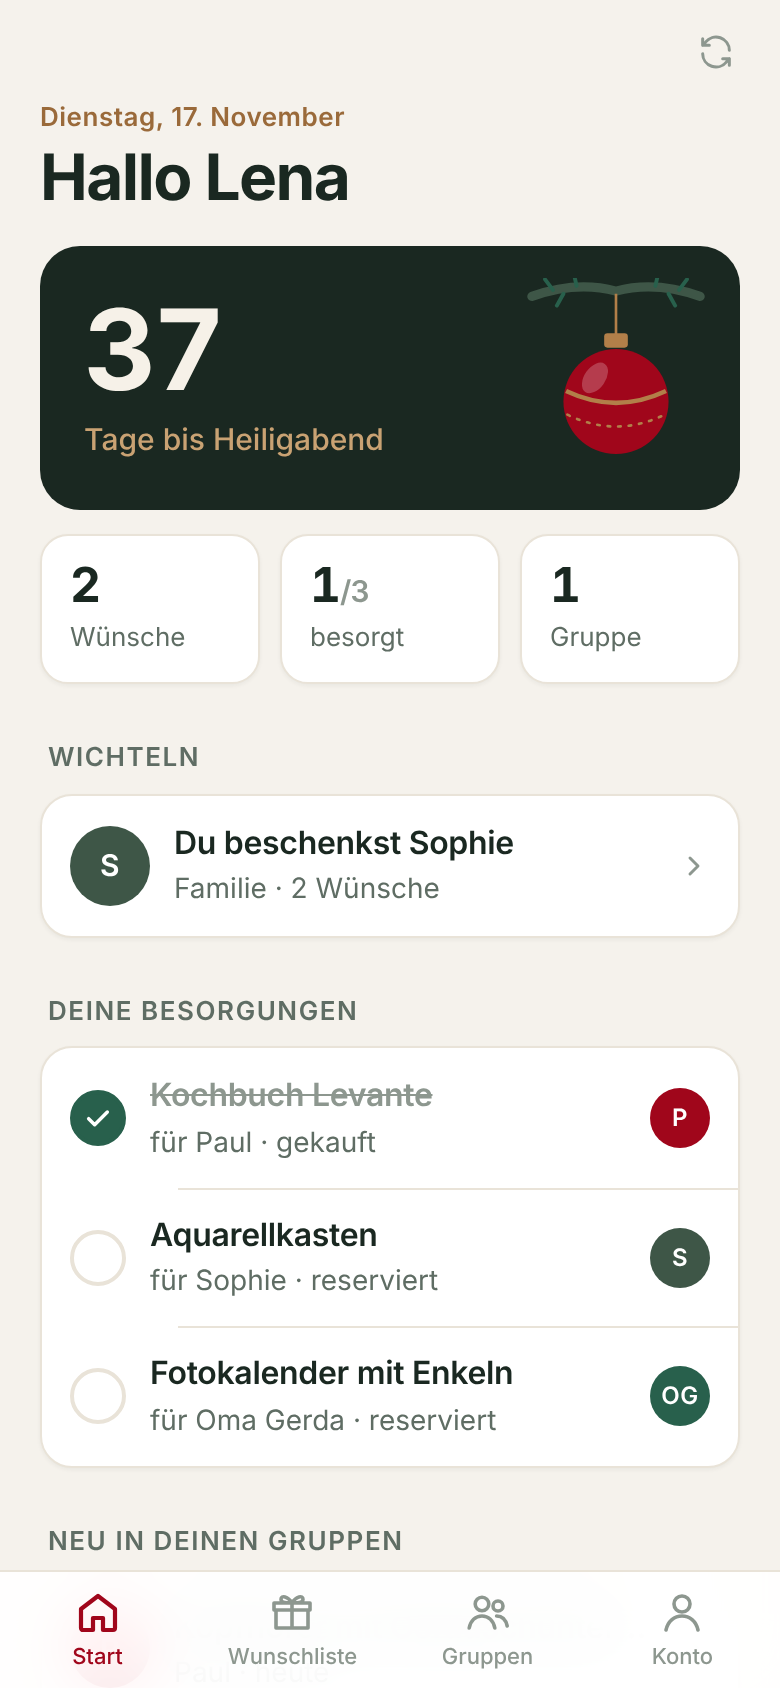 Dienstag, 17. November
Hallo Lena
37
Tage bis Heiligabend
2
Wünsche
1/3
besorgt
1
Gruppe
WICHTELN
S
Du beschenkst Sophie
Familie · 2 Wünsche
DEINE BESORGUNGEN
Kochbuch Levante
für Paul · gekauft
P
Aquarellkasten
für Sophie · reserviert
S
Fotokalender mit Enkeln
für Oma Gerda · reserviert
OG
NEU IN DEINEN GRUPPEN
Paul · heute
Start
Wunschliste
Gruppen
Konto